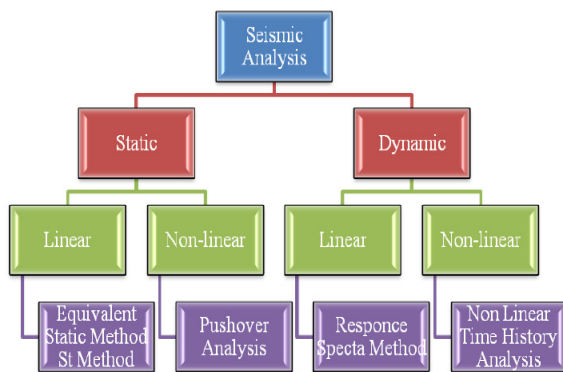 Seismic
Analysis
Static
Dynamic
Linear
Non-linear
Linear
Non-linear
Equivalent
Static Method
St Method
Pushover
Analysis
Responce
Specta Method
Non Linear
Time History
Analysis